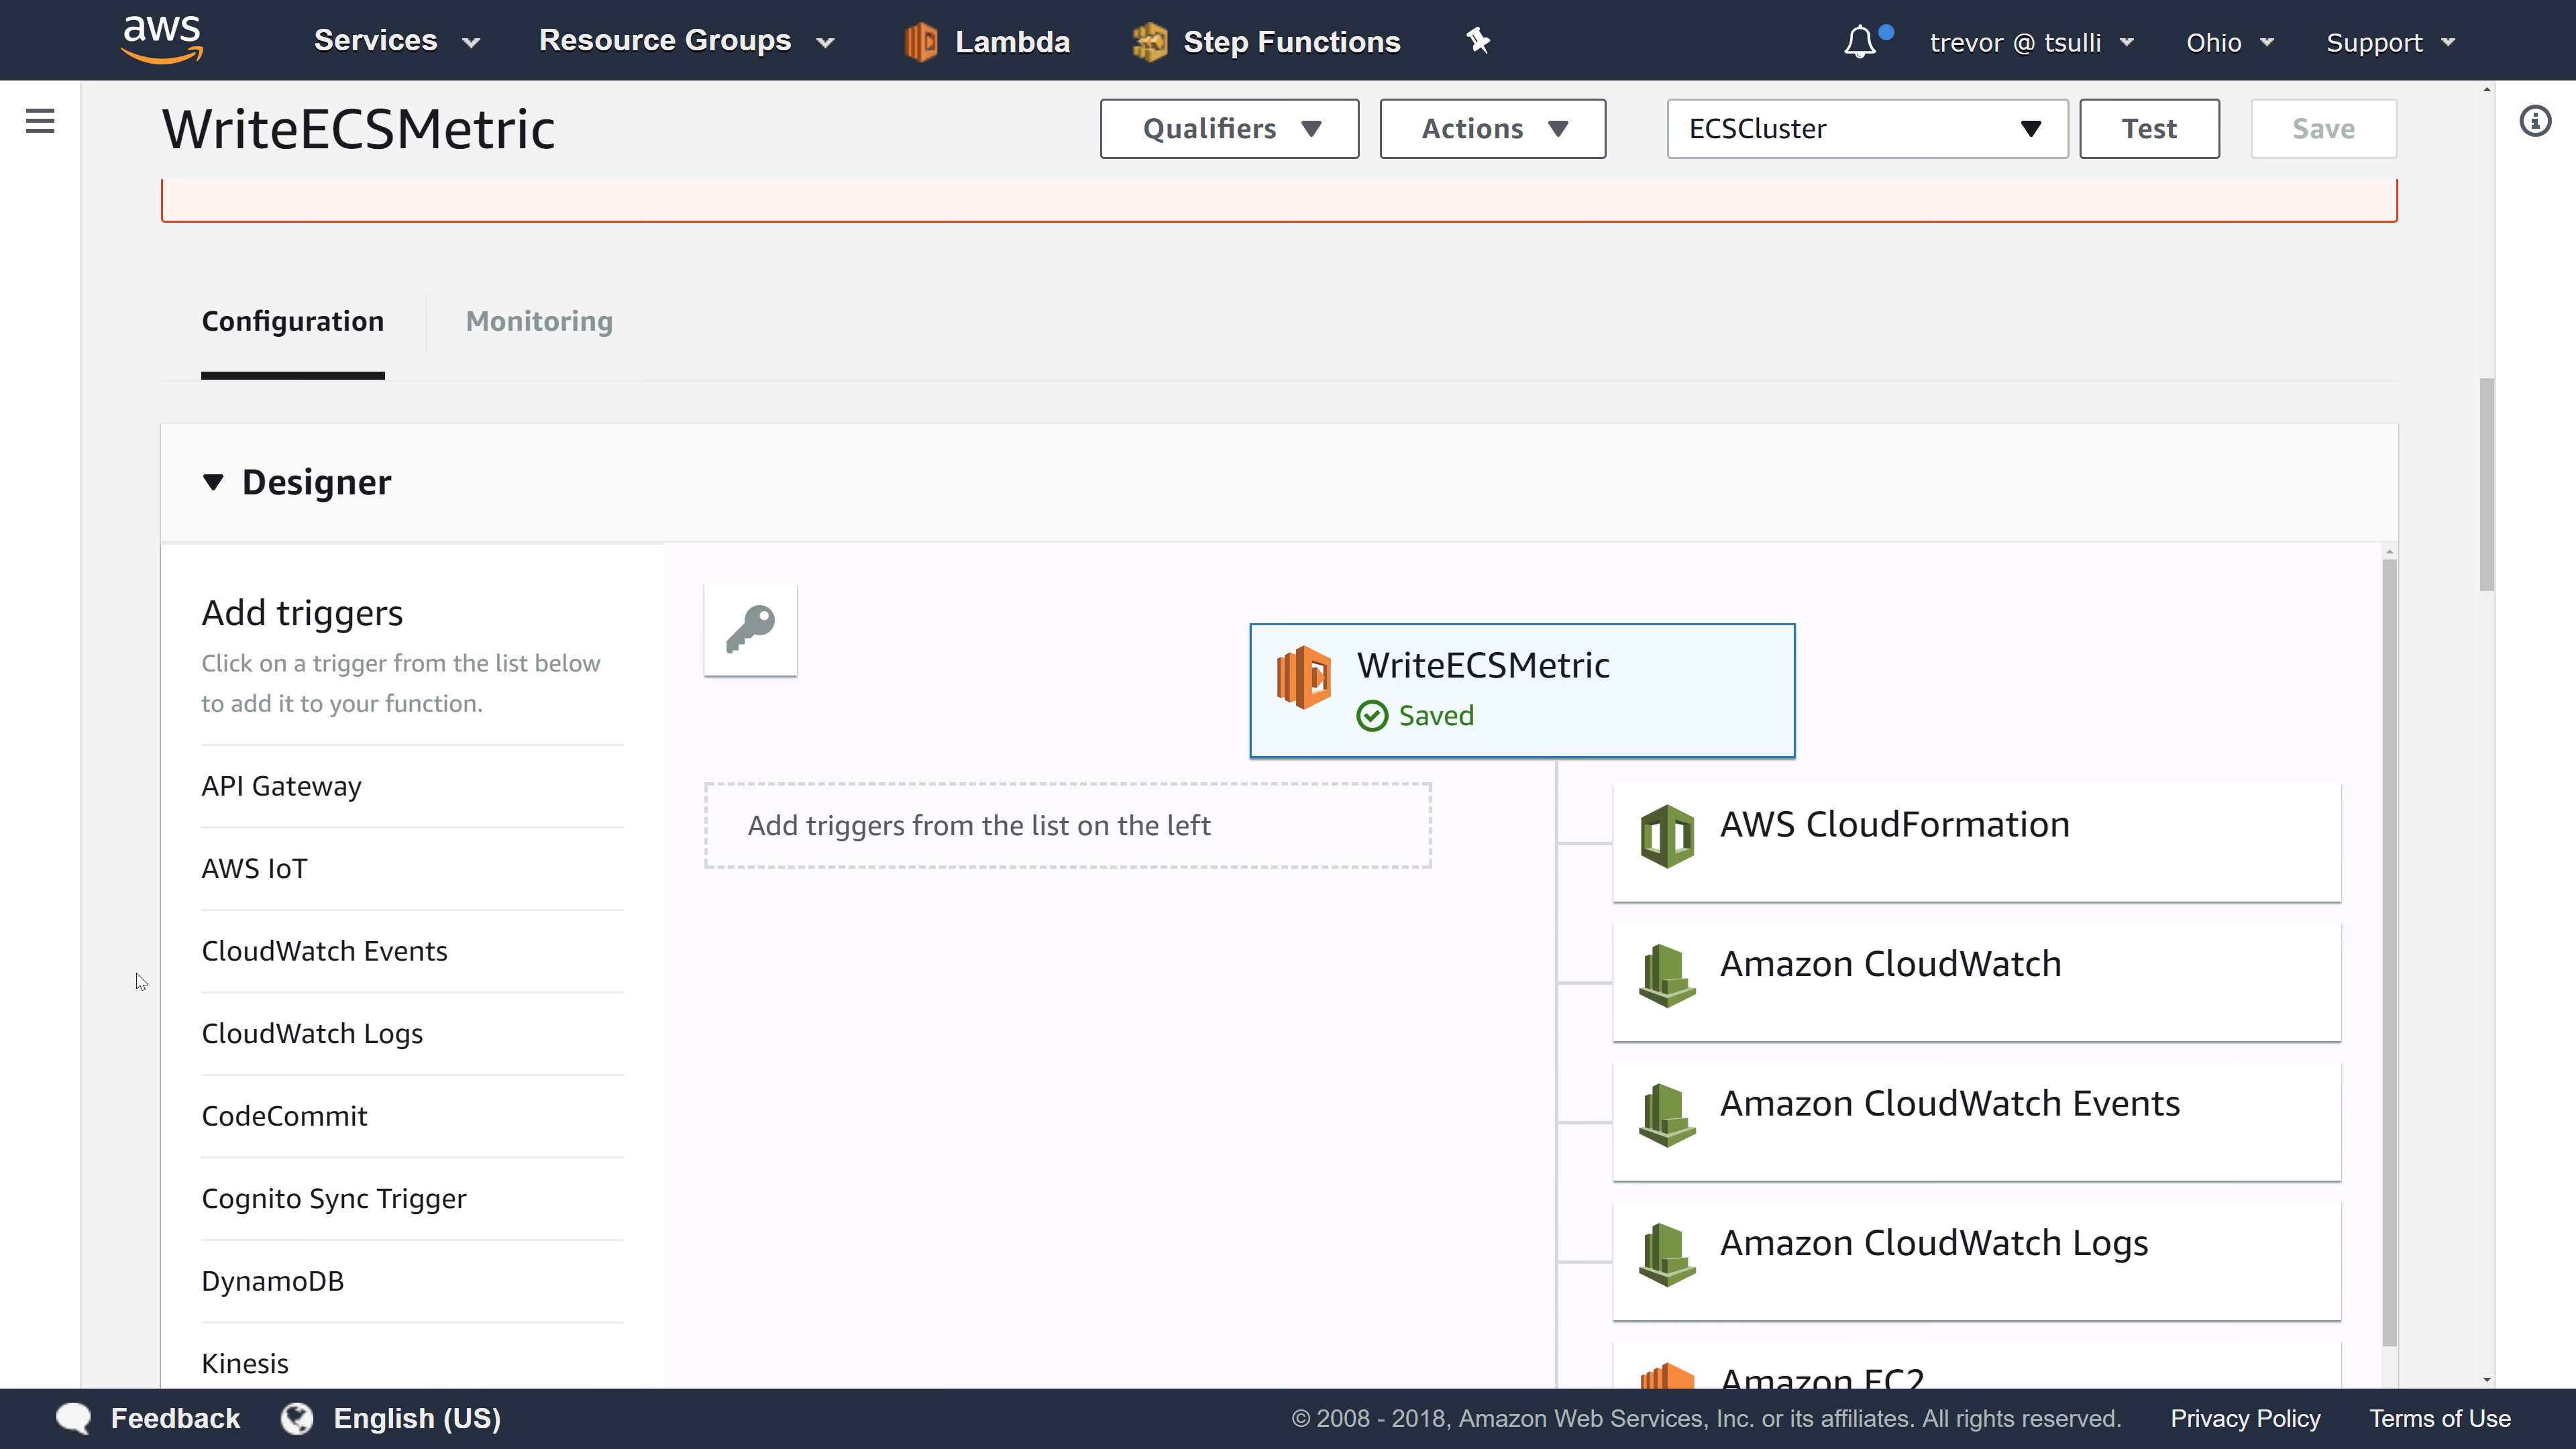 aws
Services
Resource Groups
Lambda
Step Functions
trevor @ tsulli
Ohio
Support
WriteECSMetric
Qualifiers
Actions
ECSCluster
Test
Save
Configuration
Monitoring
Designer
Add triggers
Click on a trigger from the list below
to add it to your function.
API Gateway
AWS IoT
CloudWatch Events
CloudWatch Logs
CodeCommit
Cognito Sync Trigger
DynamoDB
Kinesis
WriteECSMetric
Saved
Add triggers from the list on the left
AWS CloudFormation
Amazon CloudWatch
Amazon CloudWatch Events
Amazon CloudWatch Logs
Amazon EC2
Feedback
English (US)
© 2008 - 2018, Amazon Web Services, Inc. or its affiliates. All rights reserved.
Privacy Policy
Terms of Use